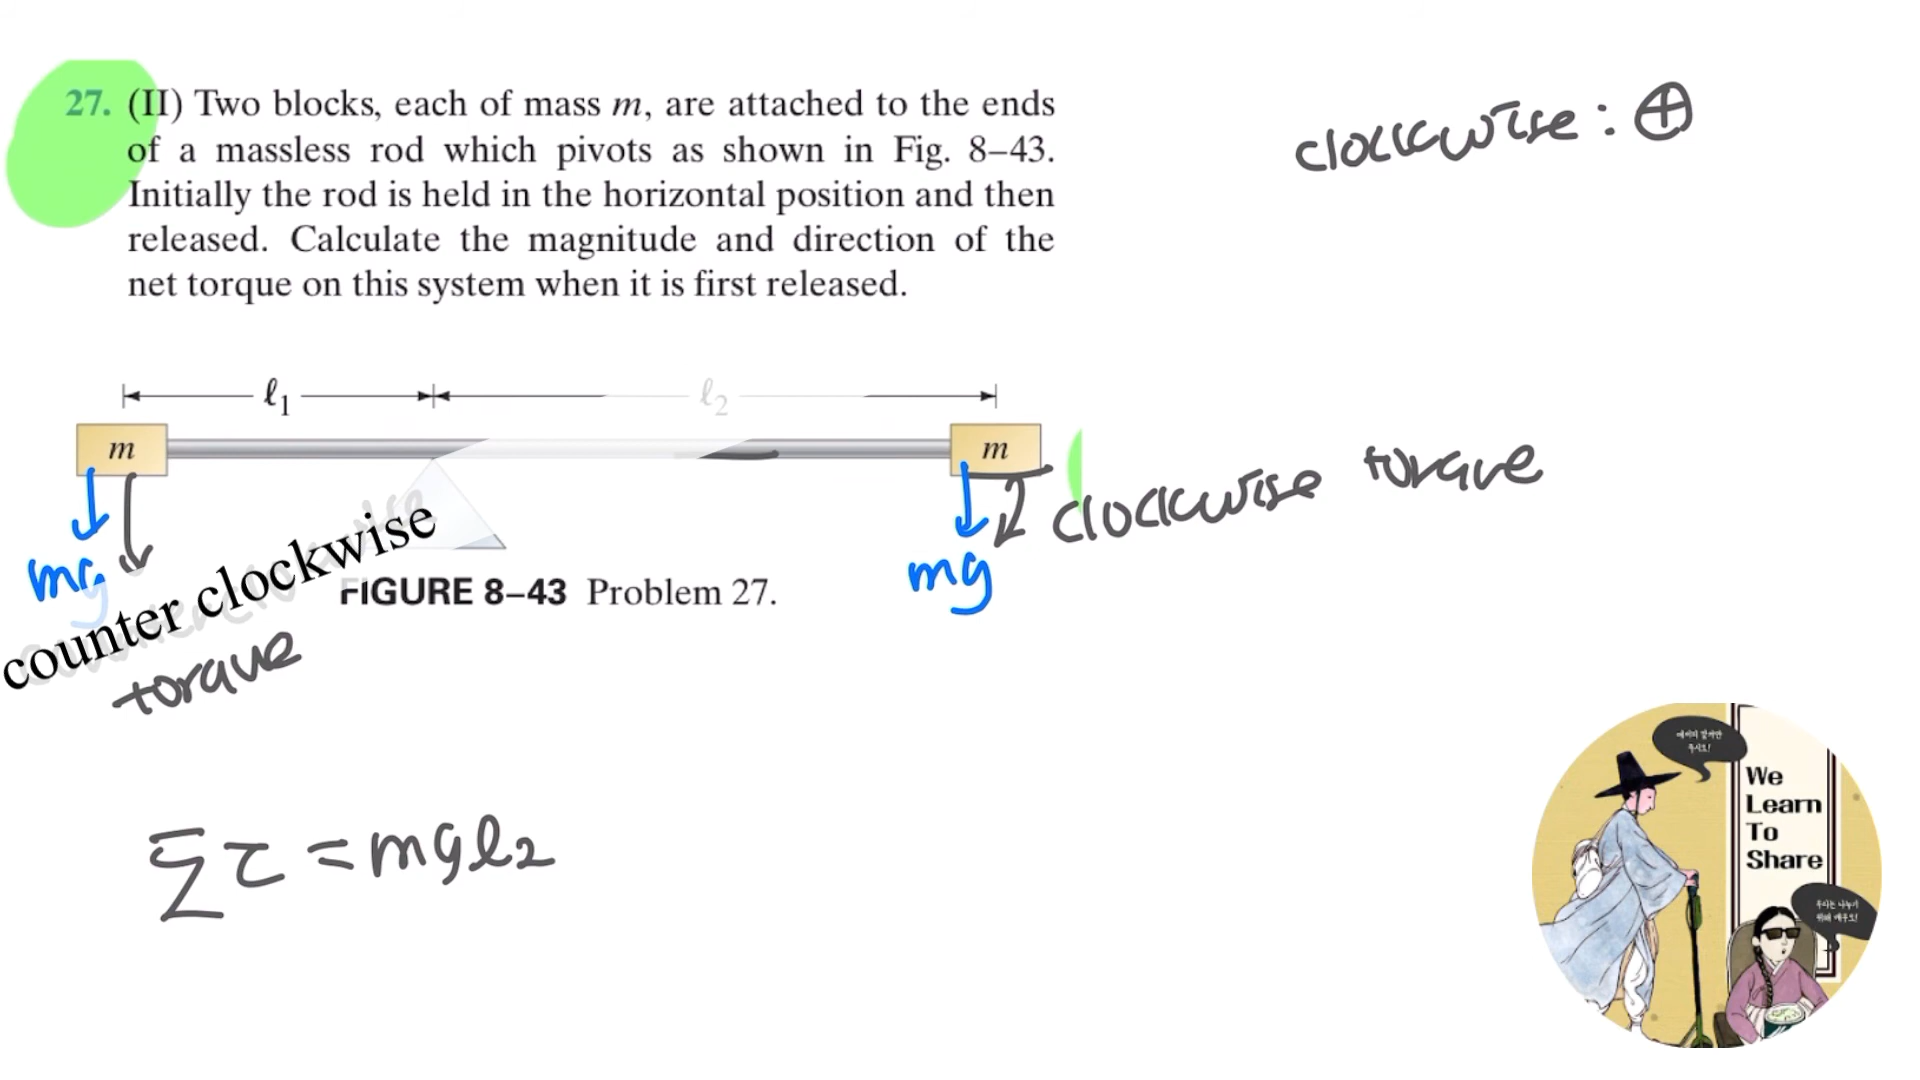 27. (II) Two blocks, each of mass m, are attached to the ends
of a massless rod which pivots as shown in Fig. 8–43.
Initially the rod is held in the horizontal position and then
released. Calculate the magnitude and direction of the
net torque on this system when it is first released.
clockwise : ⊕
ℓ₁ ℓ₂
m m
mg mg
clockwise torque
counter clockwise
torque
FIGURE 8–43 Problem 27.
Στ = mgℓ₂
We
Learn
To
Share